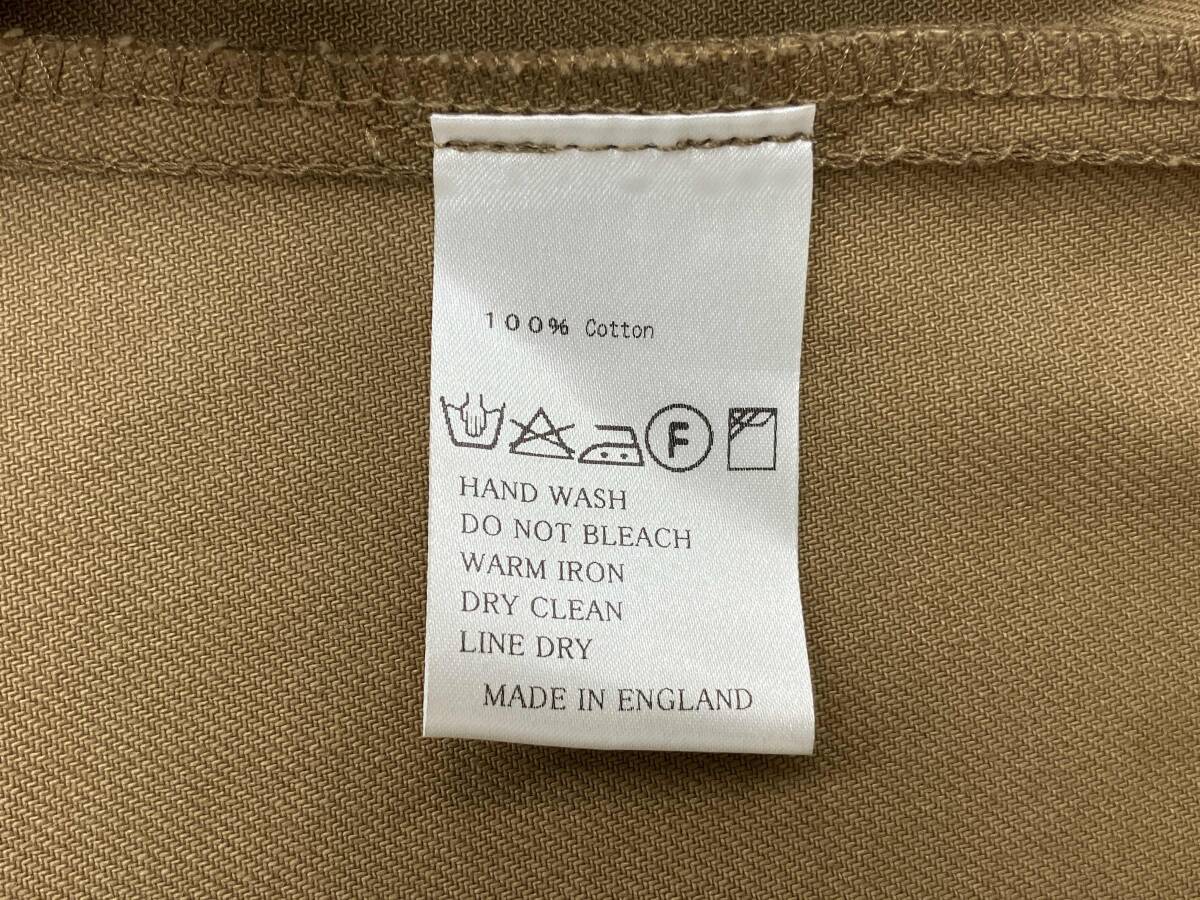 100% Cotton
F
HAND WASH
DO NOT BLEACH
WARM IRON
DRY CLEAN
LINE DRY
MADE IN ENGLAND